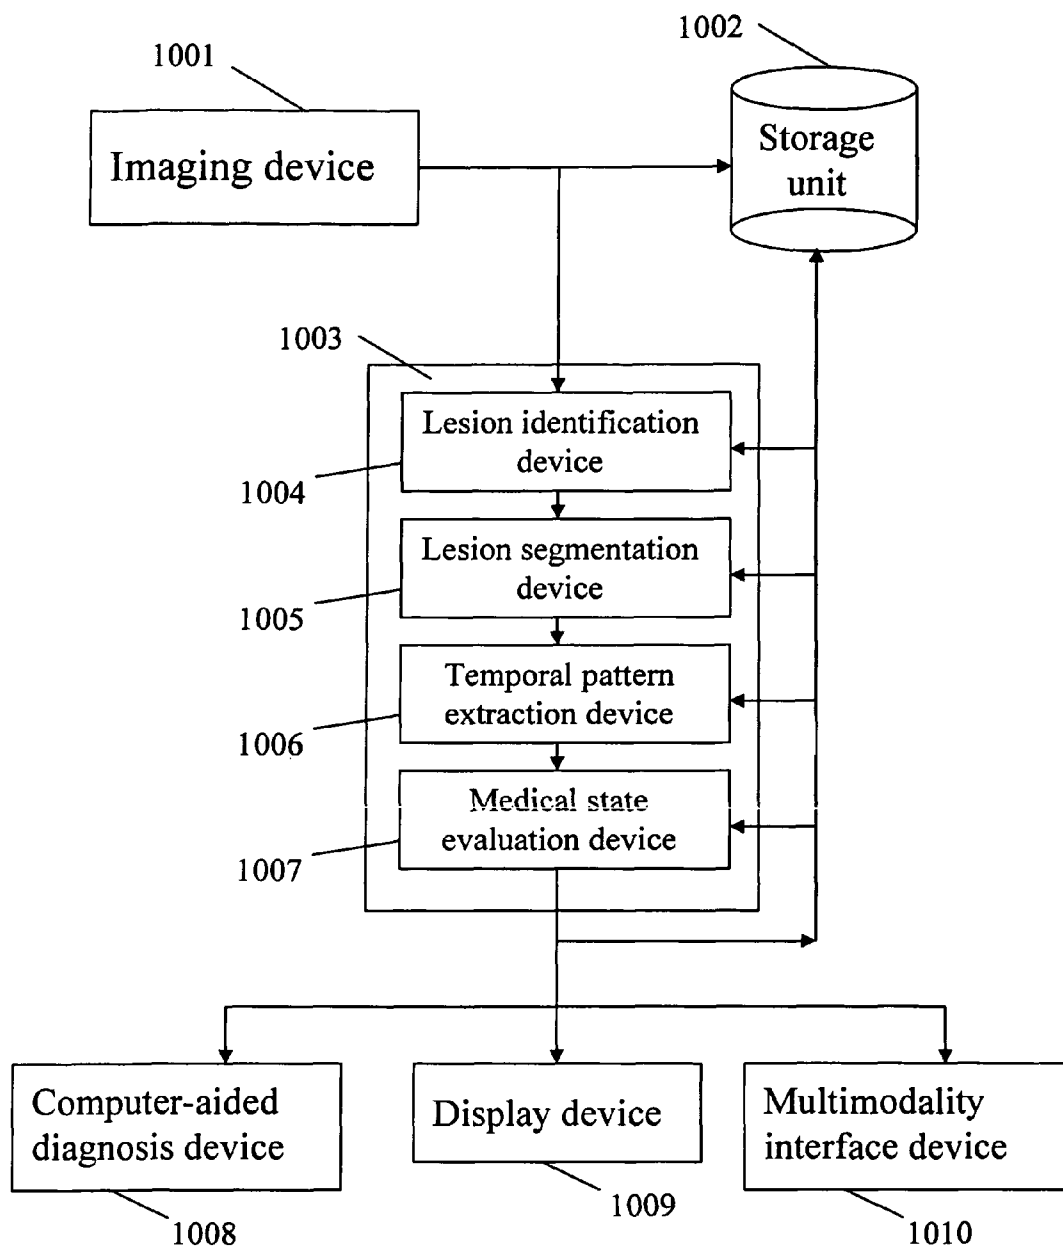 1001
1002
Imaging device
Storage
unit
1003
Lesion identification
device
1004
Lesion segmentation
device
1005
Temporal pattern
extraction device
1006
Medical state
evaluation device
1007
Computer-aided
diagnosis device
Display device
Multimodality
interface device
1008
1009
1010